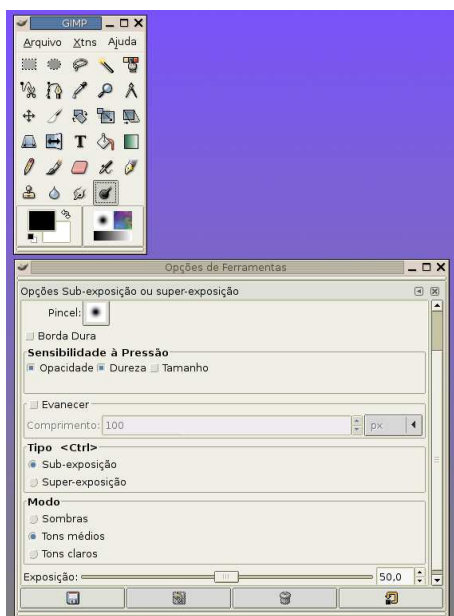 GIMP
Arquivo Xtns Ajuda
T
Opções de Ferramentas
Opções Sub-exposição ou super-exposição
Pincel:
Borda Dura
Sensibilidade à Pressão
Opacidade Dureza Tamanho
Evanecer
Comprimento: 100 px
Tipo <Ctrl>
Sub-exposição
Super-exposição
Modo
Sombras
Tons médios
Tons claros
Exposição: 50,0